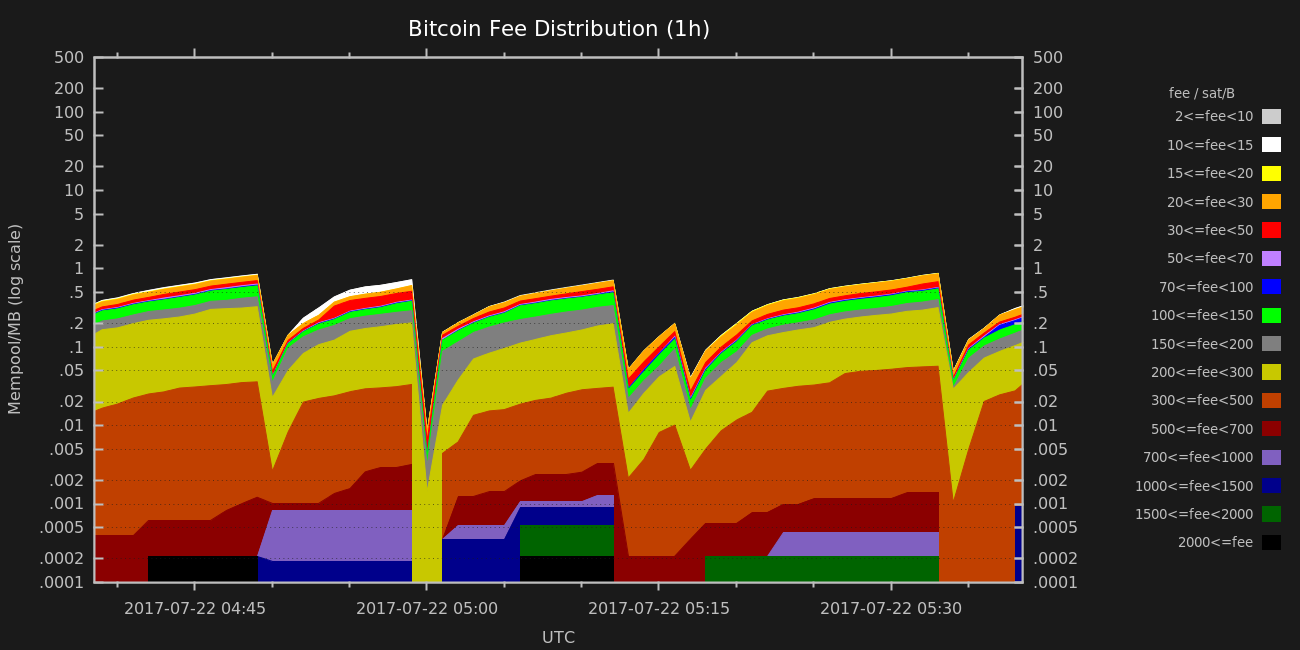 Bitcoin Fee Distribution (1h)
Mempool/MB (log scale)
500
200
100
50
20
10
5
2
1
.5
.2
.1
.05
.02
.01
.005
.002
.001
.0005
.0002
.0001
500
200
100
50
20
10
5
2
1
.5
.2
.1
.05
.02
.01
.005
.002
.001
.0005
.0002
.0001
2017-07-22 04:45
2017-07-22 05:00
2017-07-22 05:15
2017-07-22 05:30
UTC
fee / sat/B
2<=fee<10
10<=fee<15
15<=fee<20
20<=fee<30
30<=fee<50
50<=fee<70
70<=fee<100
100<=fee<150
150<=fee<200
200<=fee<300
300<=fee<500
500<=fee<700
700<=fee<1000
1000<=fee<1500
1500<=fee<2000
2000<=fee